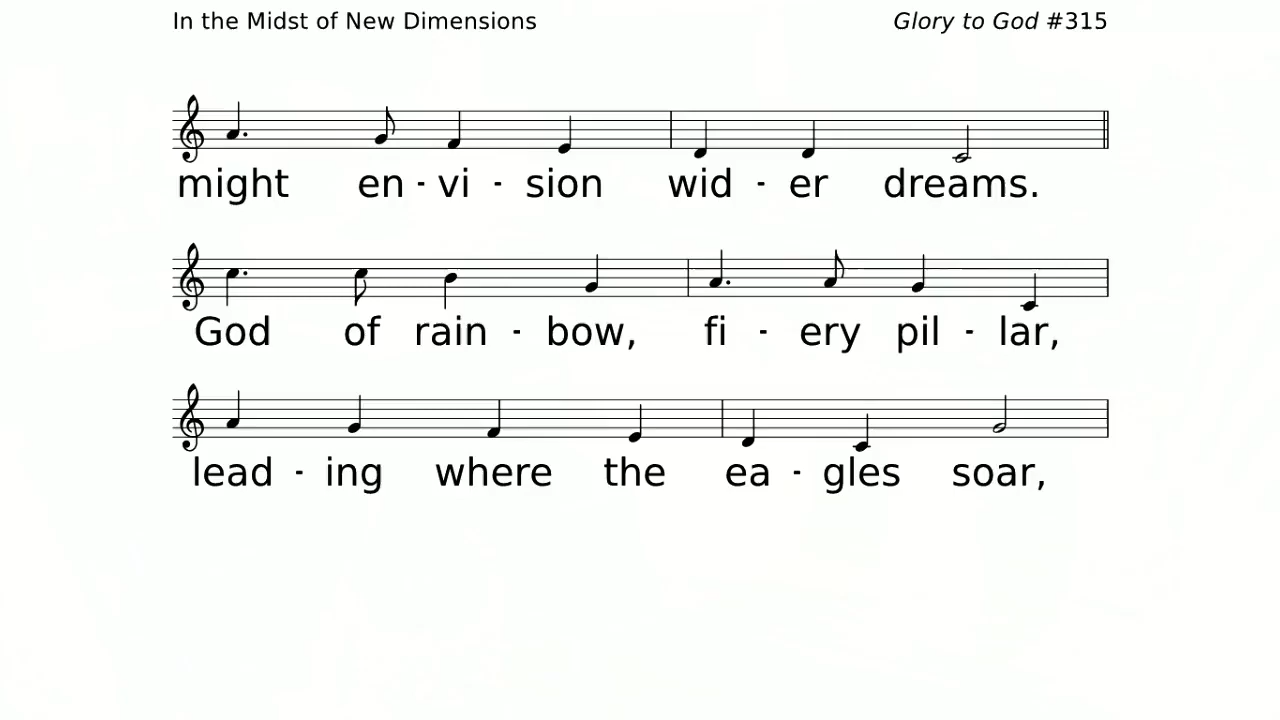 In the Midst of New Dimensions
Glory to God #315
might en - vi - sion wid - er dreams.
God of rain - bow, fi - ery pil - lar,
lead - ing where the ea - gles soar,